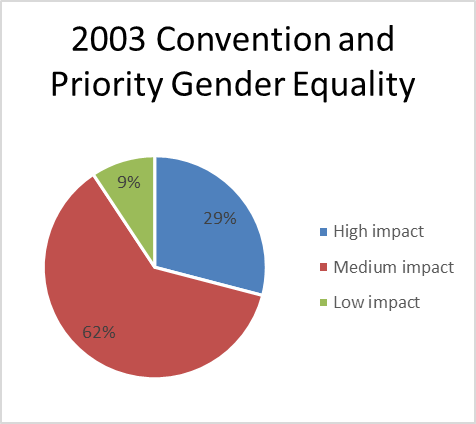 2003 Convention and
Priority Gender Equality
9%
29%
62%
High impact
Medium impact
Low impact